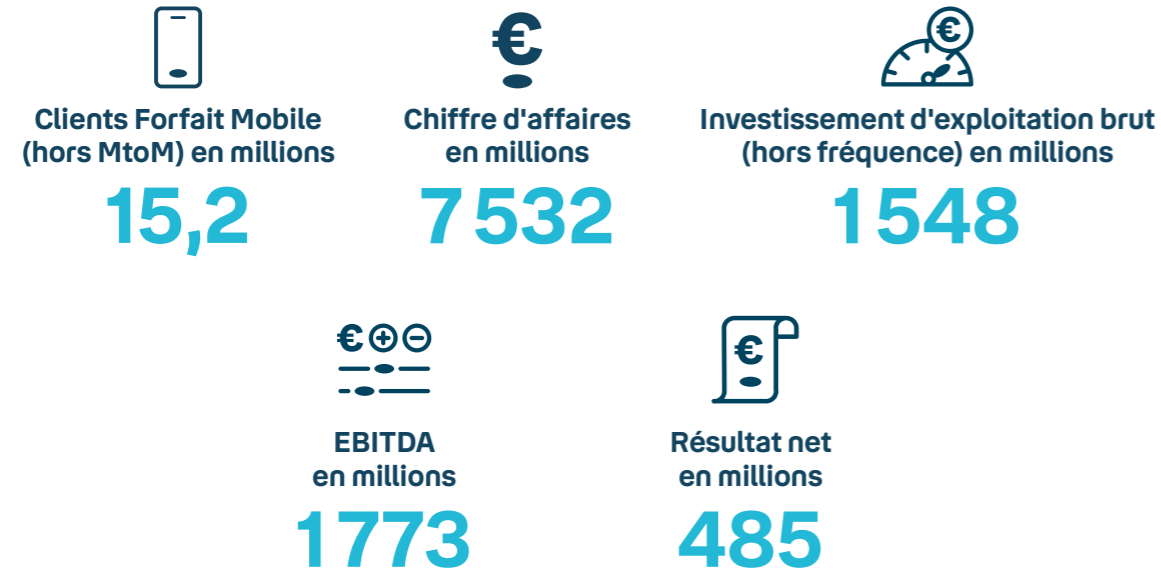 €
€
Clients Forfait Mobile
(hors MtoM) en millions
15,2
Chiffre d'affaires
en millions
7 532
Investissement d'exploitation brut
(hors fréquence) en millions
1 548
€ + −
€
EBITDA
en millions
1 773
Résultat net
en millions
485